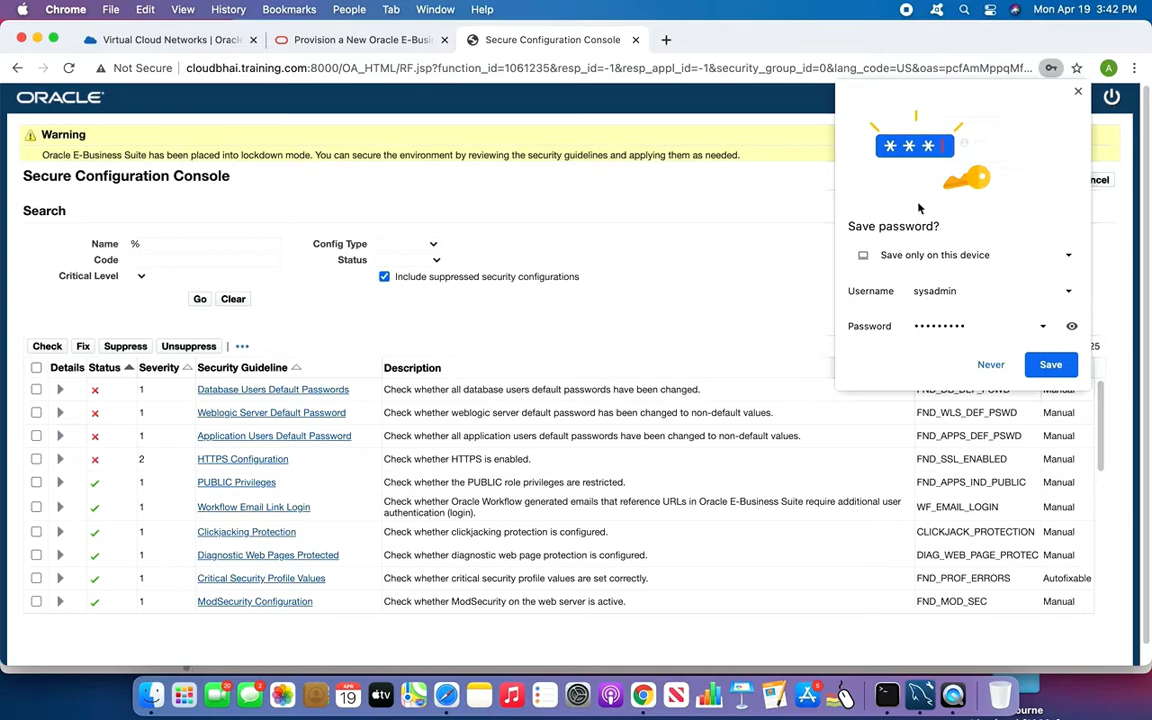 Chrome File Edit View History Bookmarks People Tab Window Help Mon Apr 19 3:42 PM
Virtual Cloud Networks | Oracl Provision a New Oracle E-Busi Secure Configuration Console
Not Secure cloudbhai.training.com:8000/OA_HTML/RF.jsp?function_id=1061235&resp_id=-1&resp_appl_id=-1&security_group_id=0&lang_code=US&oas=pcfAmMppqMf... A
ORACLE
Warning
Oracle E-Business Suite has been placed into lockdown mode. You can secure the environment by reviewing the security guidelines and applying them as needed.
Secure Configuration Console
ncel
Search
Save password?
Name % Config Type
Save only on this device
Code Status
Critical Level Include suppressed security configurations
Username sysadmin
Go Clear
Password •••••••••
Check Fix Suppress Unsuppress 25
Never Save
Details Status Severity Security Guideline Description
1 Database Users Default Passwords Check whether all database users default passwords have been changed. Manual
1 Weblogic Server Default Password Check whether weblogic server default password has been changed to non-default values. FND_WLS_DEF_PSWD Manual
1 Application Users Default Password Check whether all application users default passwords have been changed to non-default values. FND_APPS_DEF_PSWD Manual
2 HTTPS Configuration Check whether HTTPS is enabled. FND_SSL_ENABLED Manual
1 PUBLIC Privileges Check whether the PUBLIC role privileges are restricted. FND_APPS_IND_PUBLIC Manual
1 Workflow Email Link Login Check whether Oracle Workflow generated emails that reference URLs in Oracle E-Business Suite require additional user WF_EMAIL_LOGIN Manual
authentication (login).
1 Clickjacking Protection Check whether clickjacking protection is configured. CLICKJACK_PROTECTION Manual
1 Diagnostic Web Pages Protected Check whether diagnostic web page protection is configured. DIAG_WEB_PAGE_PROTEC Manual
1 Critical Security Profile Values Check whether critical security profile values are set correctly. FND_PROF_ERRORS Autofixable
1 ModSecurity Configuration Check whether ModSecurity on the web server is active. FND_MOD_SEC Manual
APR
19
tv
ourne